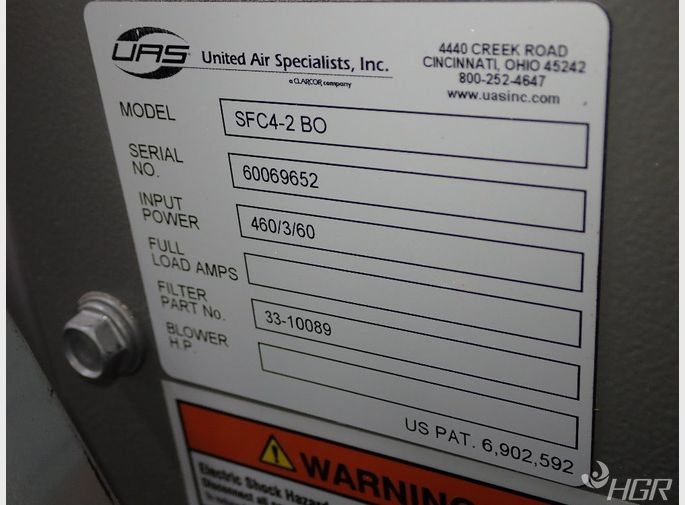 UAS
United Air Specialists, Inc.
a CLARCOR company
4440 CREEK ROAD
CINCINNATI, OHIO 45242
800-252-4647
www.uasinc.com
MODEL SFC4-2 BO
SERIAL NO. 60069652
INPUT POWER 460/3/60
FULL LOAD AMPS
FILTER PART No. 33-10089
BLOWER H.P.
US PAT. 6,902,592
WARNING
Electric Shock Hazard
Disconnect all
HGR